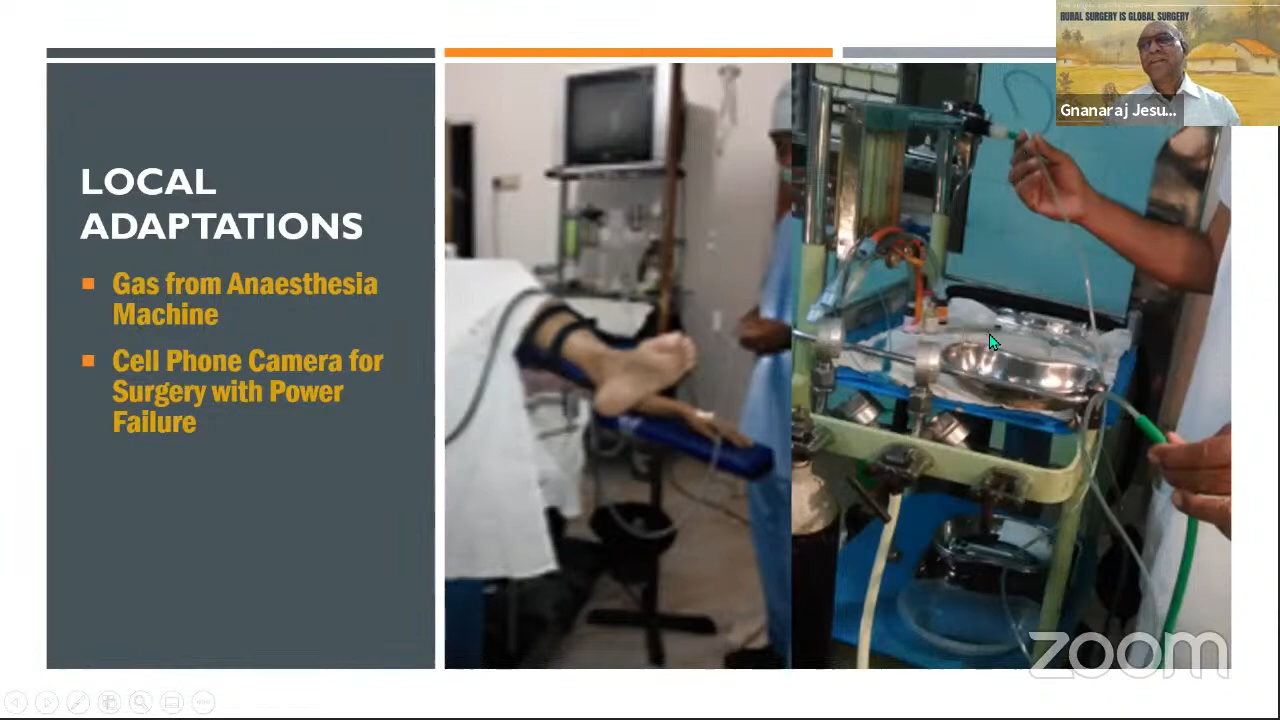 RURAL SURGERY IS GLOBAL SURGERY
Gnanaraj Jesu...
LOCAL
ADAPTATIONS
Gas from Anaesthesia
Machine
Cell Phone Camera for
Surgery with Power
Failure
zoom